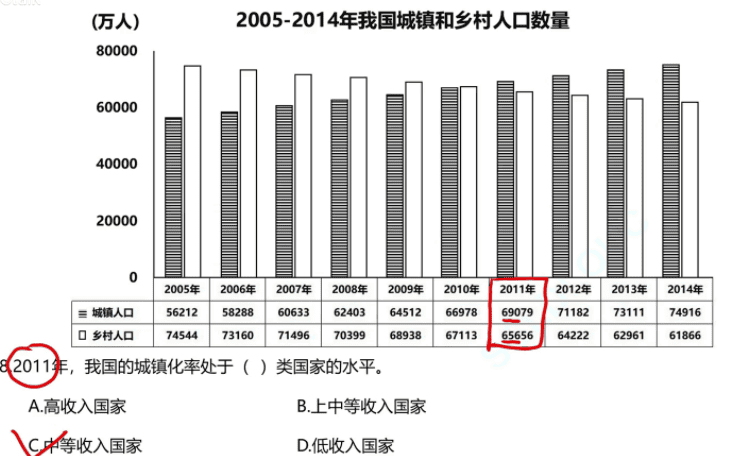 2005-2014年我国城镇和乡村人口数量
(万人)
80000
60000
40000
20000
0
2005年 2006年 2007年 2008年 2009年 2010年 2011年 2012年 2013年 2014年
城镇人口 56212 58288 60633 62403 64512 66978 69079 71182 73111 74916
乡村人口 74544 73160 71496 70399 68938 67113 65656 64222 62961 61866
8.2011年，我国的城镇化率处于（ ）类国家的水平。
A.高收入国家 B.上中等收入国家
C.中等收入国家 D.低收入国家